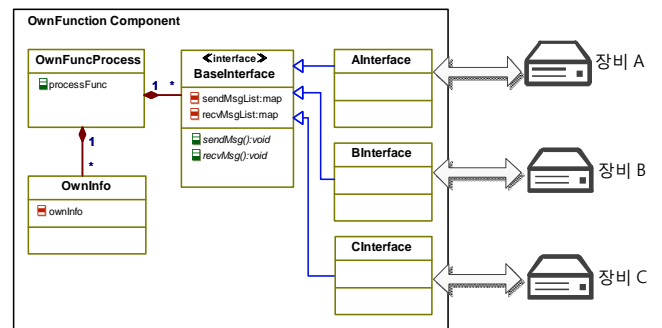 OwnFunction Component
OwnFuncProcess
processFunc
1
*
1
*
OwnInfo
ownInfo
≪interface≫
BaseInterface
sendMsgList:map
recvMsgList:map
sendMsg():void
recvMsg():void
AInterface
장비 A
BInterface
장비 B
CInterface
장비 C